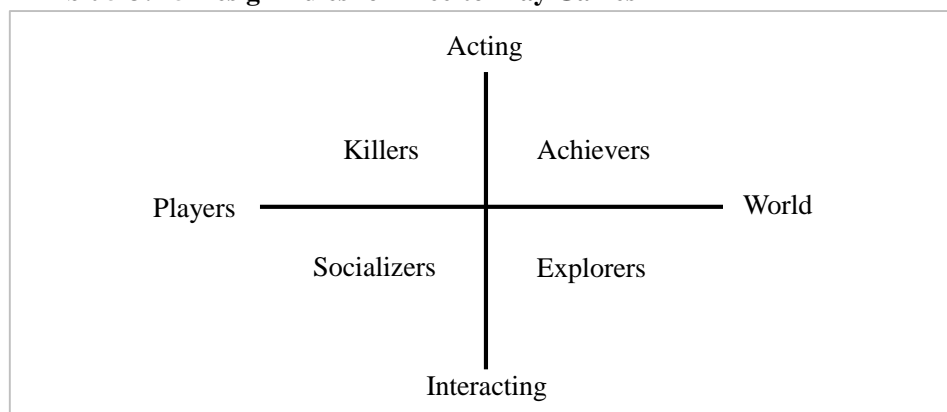 Acting
Killers Achievers
Players World
Socializers Explorers
Interacting